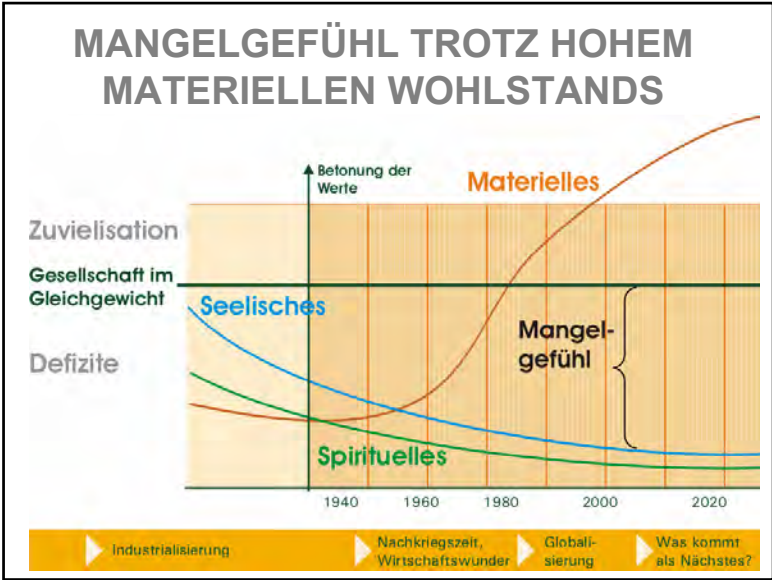 MANGELGEFÜHL TROTZ HOHEM
MATERIELLEN WOHLSTANDS
Betonung der
Werte
Materielles
Zuvielisation
Gesellschaft im
Gleichgewicht
Seelisches
Mangel-
gefühl
Defizite
Spirituelles
1940 1960 1980 2000 2020
Industrialisierung
Nachkriegszeit,
Wirtschaftswunder
Globali-
sierung
Was kommt
als Nächstes?